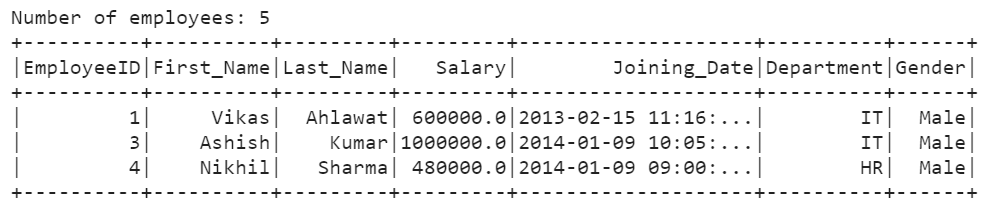 Number of employees: 5
+----------+----------+---------+---------+--------------------+----------+------+
|EmployeeID|First_Name|Last_Name|   Salary|        Joining_Date|Department|Gender|
+----------+----------+---------+---------+--------------------+----------+------+
|         1|     Vikas|  Ahlawat| 600000.0|2013-02-15 11:16:...|        IT|  Male|
|         3|    Ashish|    Kumar|1000000.0|2014-01-09 10:05:...|        IT|  Male|
|         4|    Nikhil|   Sharma| 480000.0|2014-01-09 09:00:...|        HR|  Male|
+----------+----------+---------+---------+--------------------+----------+------+